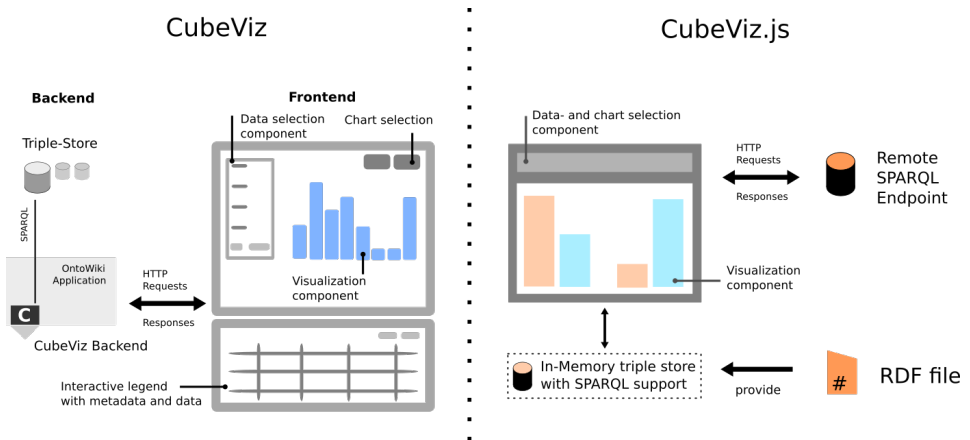 CubeViz
CubeViz.js
Backend
Frontend
Data selection
component
Chart selection
Triple-Store
SPARQL
OntoWiki
Application
C
CubeViz Backend
HTTP
Requests
Responses
Visualization
component
Interactive legend
with metadata and data
Data- and chart selection
component
HTTP
Requests
Responses
Remote
SPARQL
Endpoint
Visualization
component
In-Memory triple store
with SPARQL support
provide
#
RDF file